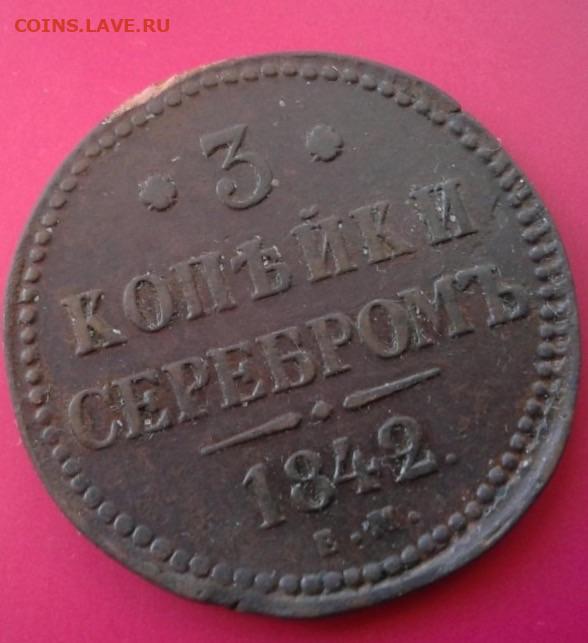 COINS.LAVE.RU
3
КОПѢЙКИ
СЕРЕБРОМЪ
1842.
Е.М.